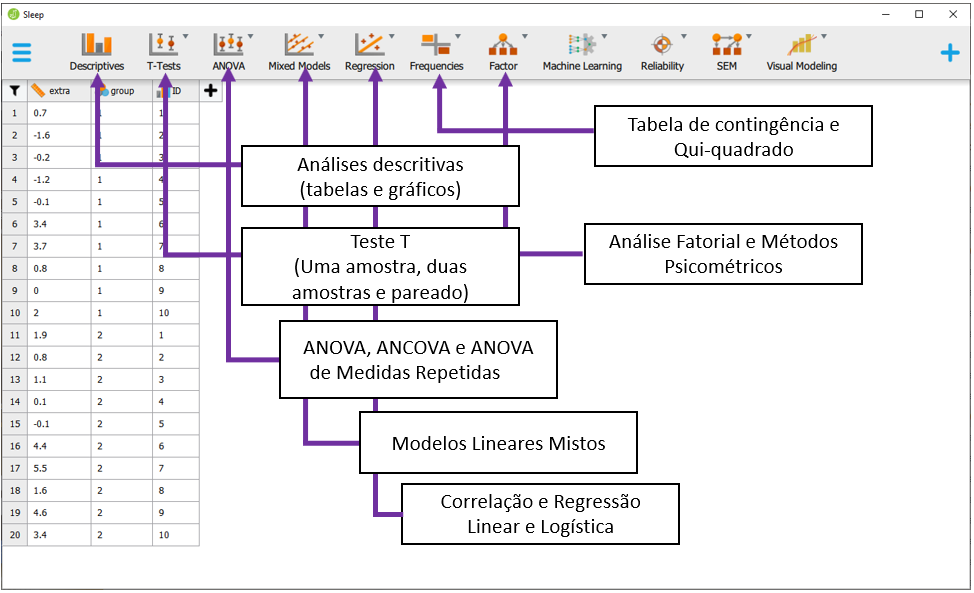 Sleep
Descriptives T-Tests ANOVA Mixed Models Regression Frequencies Factor Machine Learning Reliability SEM Visual Modeling
extra group ID
1 0.7 1 1
2 -1.6 1 2
3 -0.2 3
4 -1.2 1 4
5 -0.1 1 5
6 3.4 1 6
7 3.7 1 7
8 0.8 1 8
9 0 1 9
10 2 1 10
11 1.9 2 1
12 0.8 2 2
13 1.1 2 3
14 0.1 2 4
15 -0.1 2 5
16 4.4 2 6
17 5.5 2 7
18 1.6 2 8
19 4.6 2 9
20 3.4 2 10
Tabela de contingência e
Qui-quadrado
Análises descritivas
(tabelas e gráficos)
Teste T
(Uma amostra, duas
amostras e pareado)
Análise Fatorial e Métodos
Psicométricos
ANOVA, ANCOVA e ANOVA
de Medidas Repetidas
Modelos Lineares Mistos
Correlação e Regressão
Linear e Logística